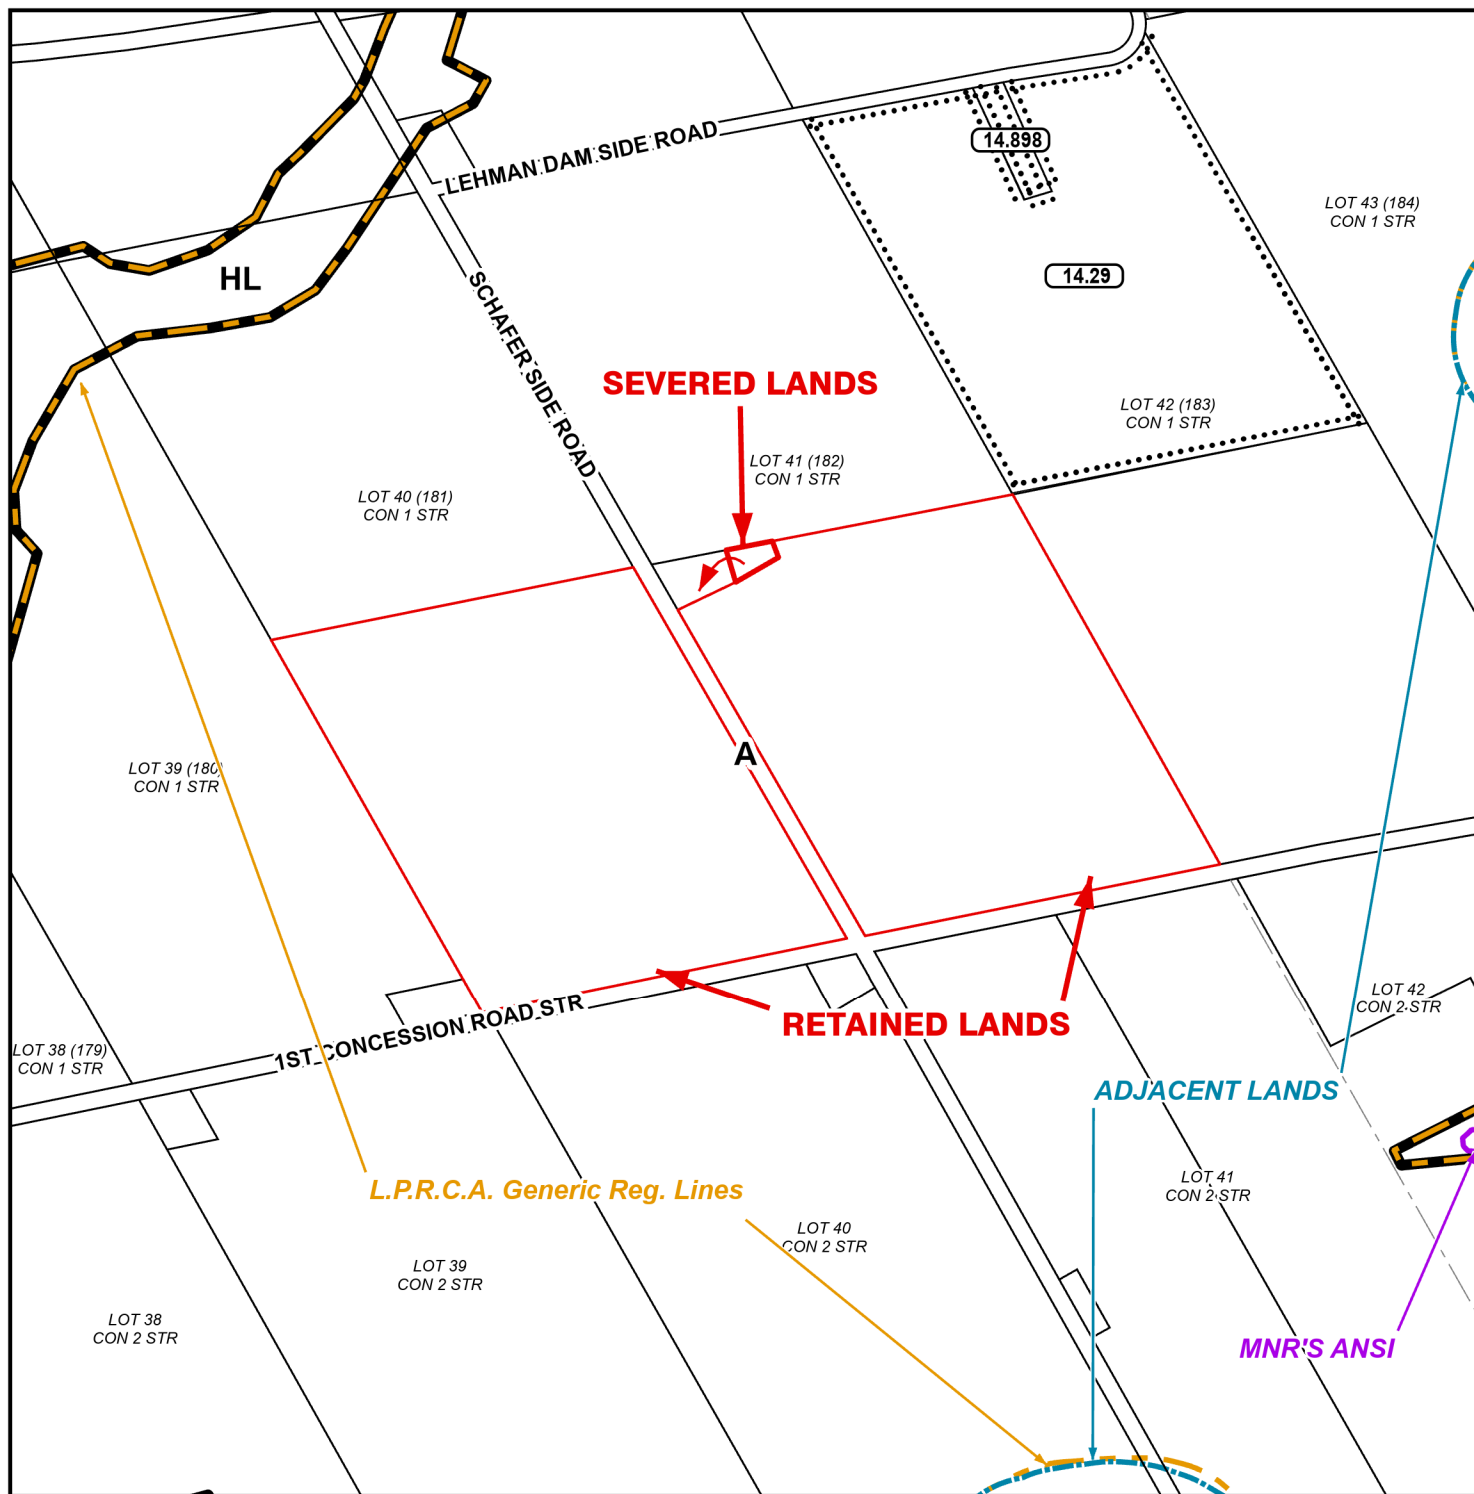 LEHMAN DAM SIDE ROAD
14.898
LOT 43 (184)
CON 1 STR
HL
14.29
SCHAFER SIDE ROAD
SEVERED LANDS
LOT 42 (183)
CON 1 STR
LOT 41 (182)
CON 1 STR
LOT 40 (181)
CON 1 STR
A
LOT 39 (180)
CON 1 STR
LOT 42
CON 2 STR
RETAINED LANDS
1ST CONCESSION ROAD STR
LOT 38 (179)
CON 1 STR
ADJACENT LANDS
L.P.R.C.A. Generic Reg. Lines
LOT 41
CON 2 STR
LOT 40
CON 2 STR
LOT 39
CON 2 STR
LOT 38
CON 2 STR
MNR'S ANSI